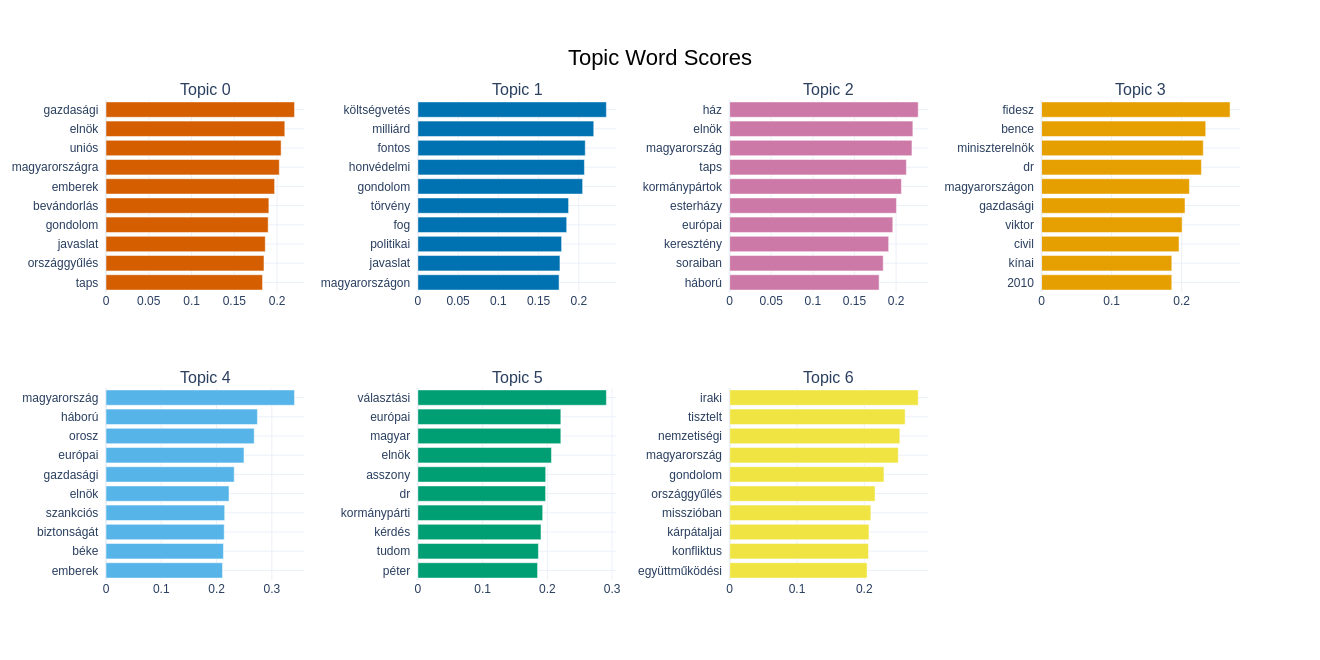 Topic Word Scores
Topic 0
gazdasági
elnök
uniós
magyarországra
emberek
bevándorlás
gondolom
javaslat
országgyűlés
taps
0 0.05 0.1 0.15 0.2
Topic 1
költségvetés
milliárd
fontos
honvédelmi
gondolom
törvény
fog
politikai
javaslat
magyarországon
0 0.05 0.1 0.15 0.2
Topic 2
ház
elnök
magyarország
taps
kormánypártok
esterházy
európai
keresztény
soraiban
háború
0 0.05 0.1 0.15 0.2
Topic 3
fidesz
bence
miniszterelnök
dr
magyarországon
gazdasági
viktor
civil
kínai
2010
0 0.1 0.2
Topic 4
magyarország
háború
orosz
európai
gazdasági
elnök
szankciós
biztonságát
béke
emberek
0 0.1 0.2 0.3
Topic 5
választási
európai
magyar
elnök
asszony
dr
kormánypárti
kérdés
tudom
péter
0 0.1 0.2 0.3
Topic 6
iraki
tisztelt
nemzetiségi
magyarország
gondolom
országgyűlés
misszióban
kárpátaljai
konfliktus
együttműködési
0 0.1 0.2